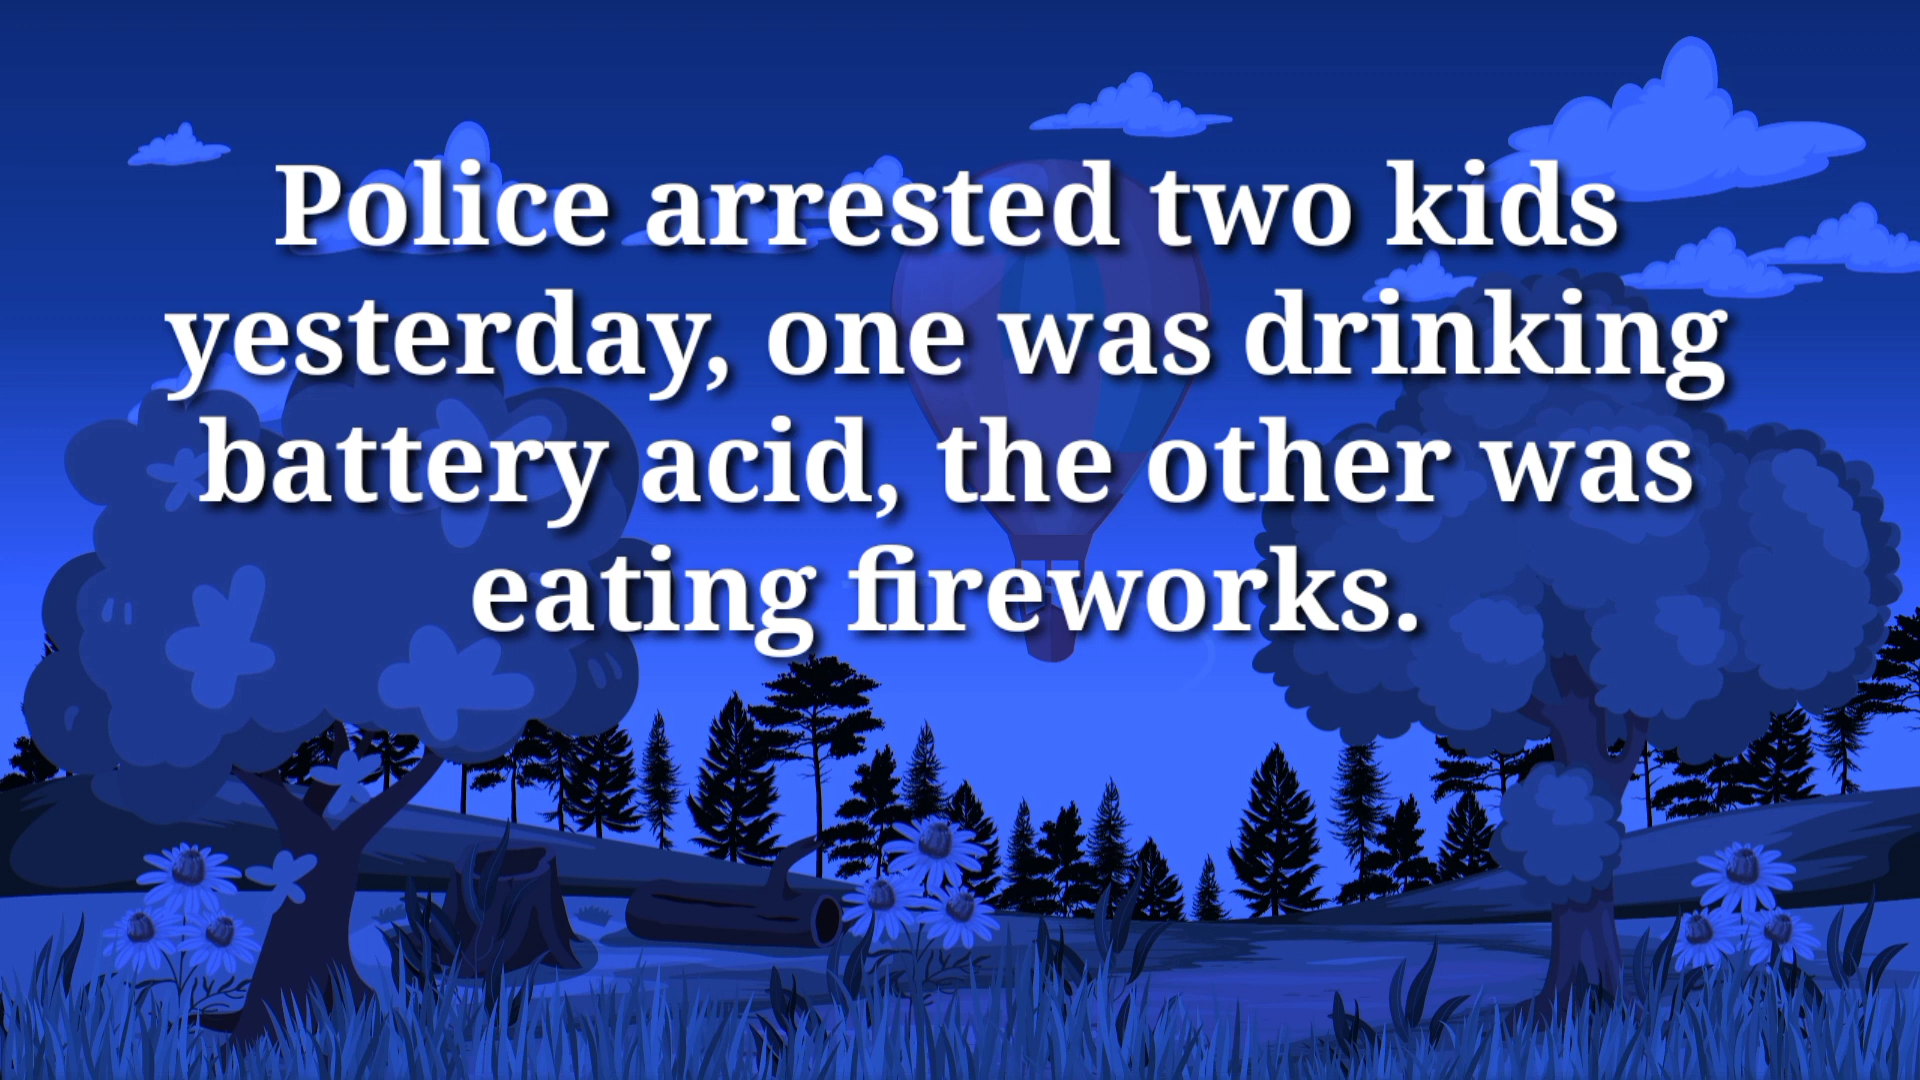 Police arrested two kids
yesterday, one was drinking
battery acid, the other was
eating fireworks.